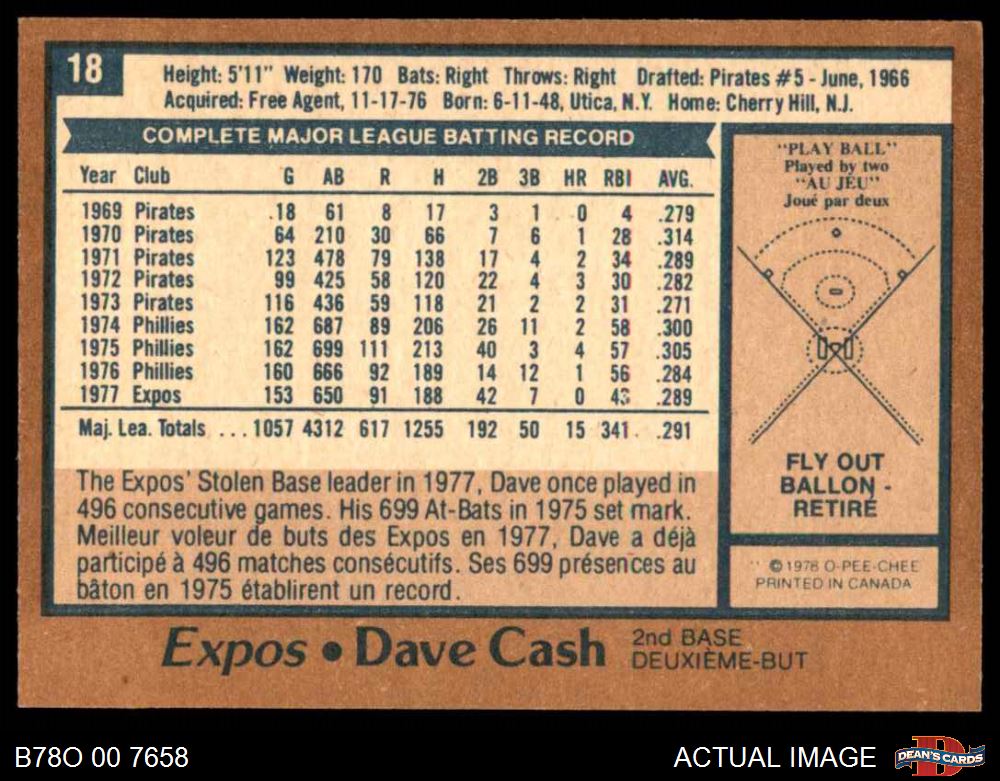 18
Height: 5'11" Weight: 170 Bats: Right Throws: Right Drafted: Pirates #5 - June, 1966
Acquired: Free Agent, 11-17-76 Born: 6-11-48, Utica, N.Y. Home: Cherry Hill, N.J.
COMPLETE MAJOR LEAGUE BATTING RECORD
Year Club G AB R H 2B 3B HR RBI AVG.
1969 Pirates .18 61 8 17 3 1 0 4 .279
1970 Pirates 64 210 30 66 7 6 1 28 .314
1971 Pirates 123 478 79 138 17 4 2 34 .289
1972 Pirates 99 425 58 120 22 4 3 30 .282
1973 Pirates 116 436 59 118 21 2 2 31 .271
1974 Phillies 162 687 89 206 26 11 2 58 .300
1975 Phillies 162 699 111 213 40 3 4 57 .305
1976 Phillies 160 666 92 189 14 12 1 56 .284
1977 Expos 153 650 91 188 42 7 0 43 .289
Maj. Lea. Totals ... 1057 4312 617 1255 192 50 15 341 .291
The Expos' Stolen Base leader in 1977, Dave once played in
496 consecutive games. His 699 At-Bats in 1975 set mark.
Meilleur voleur de buts des Expos en 1977, Dave a déjà
participé à 496 matches consécutifs. Ses 699 présences au
bâton en 1975 établirent un record.
"PLAY BALL"
Played by two
"AU JEU"
Joué par deux
FLY OUT
BALLON -
RETIRÉ
© 1978 O-PEE-CHEE
PRINTED IN CANADA
Expos • Dave Cash 2nd BASE
DEUXIÈME-BUT
B78O 00 7658
ACTUAL IMAGE
D
DEAN'S CARDS